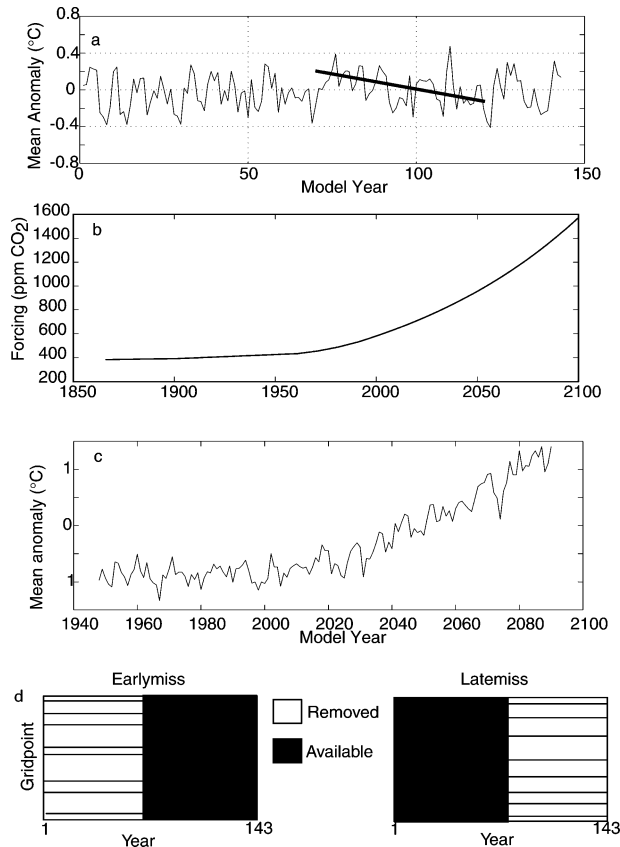 a
0.8
0.4
0
-0.4
-0.8
Mean Anomaly (°C)
0 50 100 150
Model Year
b
1600
1400
1200
1000
800
600
400
200
Forcing (ppm CO2)
1850 1900 1950 2000 2050 2100
c
1
0
1
Mean anomaly (°C)
1940 1960 1980 2000 2020 2040 2060 2080 2100
Model Year
d
Earlymiss Latemiss
Gridpoint
Removed
Available
1 143 1 143
Year Year